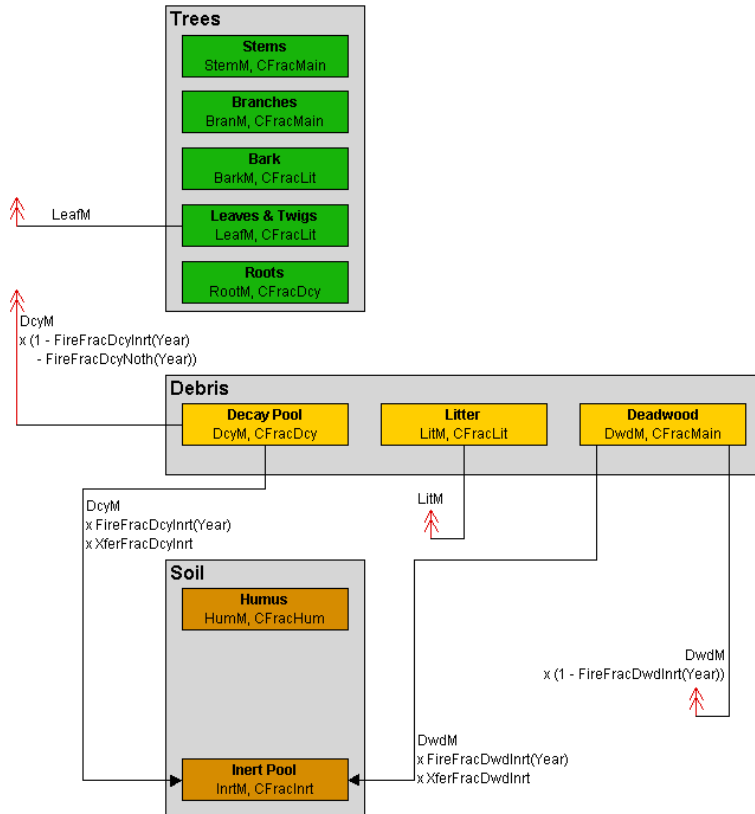 Trees
Stems
StemM, CFracMain
Branches
BranM, CFracMain
Bark
BarkM, CFracLit
LeafM
Leaves & Twigs
LeafM, CFracLit
Roots
RootM, CFracDcy
DcyM
x (1 - FireFracDcyInrt(Year)
- FireFracDcyNoth(Year))
Debris
Decay Pool
DcyM, CFracDcy
Litter
LitM, CFracLit
Deadwood
DwdM, CFracMain
DcyM
x FireFracDcyInrt(Year)
x XferFracDcyInrt
LitM
Soil
Humus
HumM, CFracHum
DwdM
x (1 - FireFracDwdInrt(Year))
DwdM
x FireFracDwdInrt(Year)
x XferFracDwdInrt
Inert Pool
InrtM, CFracInrt